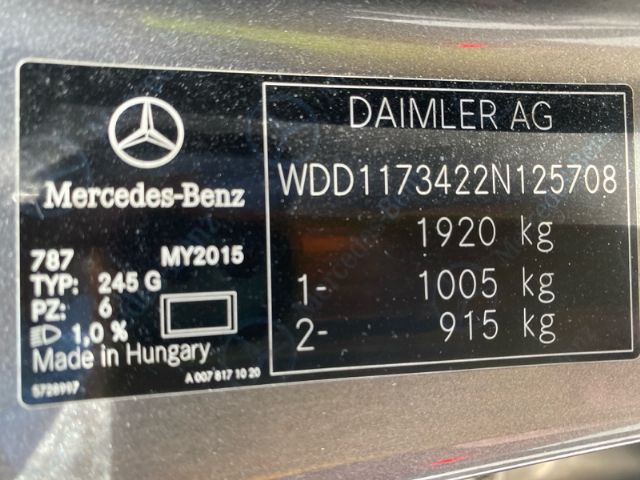 Mercedes-Benz
787 MY2015
TYP: 245 G
PZ: 6
1,0 %
Made in Hungary
5728997
A 007 817 10 20
DAIMLER AG
WDD1173422N125708
1920 kg
1- 1005 kg
2- 915 kg